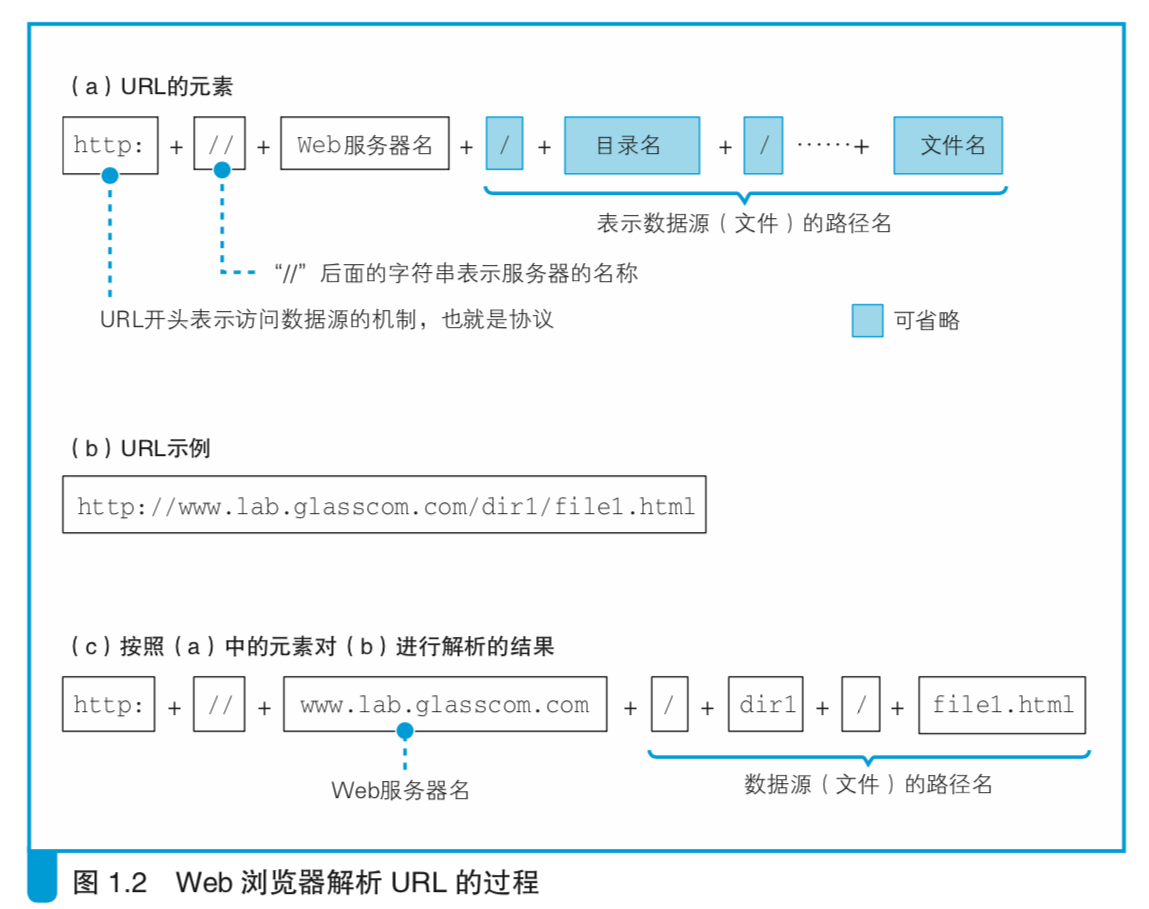 （a）URL的元素
http: + // + Web服务器名 + / + 目录名 + / ……+ 文件名
表示数据源（文件）的路径名
“//”后面的字符串表示服务器的名称
URL开头表示访问数据源的机制，也就是协议
可省略
（b）URL示例
http://www.lab.glasscom.com/dir1/file1.html
（c）按照（a）中的元素对（b）进行解析的结果
http: + // + www.lab.glasscom.com + / + dir1 + / + file1.html
Web服务器名
数据源（文件）的路径名
图 1.2 Web 浏览器解析 URL 的过程